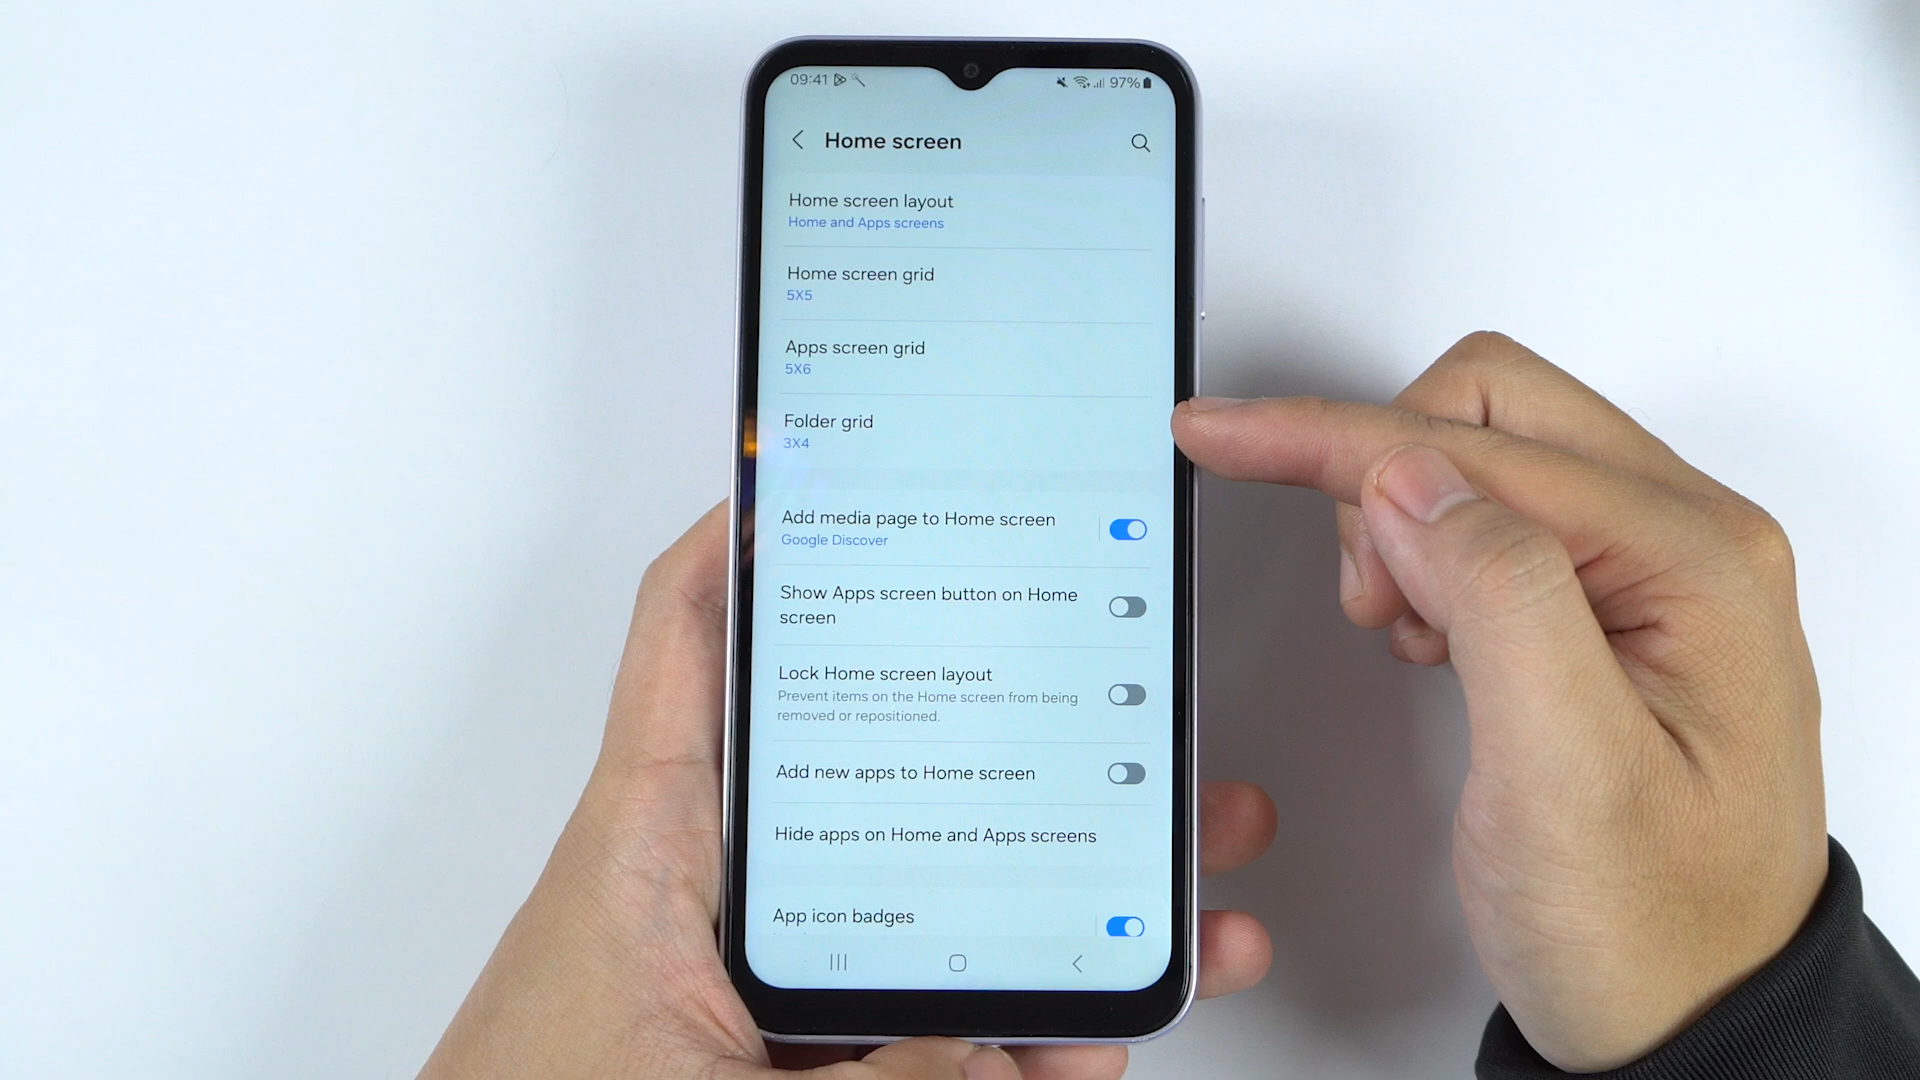 09:41 97%
Home screen
Home screen layout
Home and Apps screens
Home screen grid
5X5
Apps screen grid
5X6
Folder grid
3X4
Add media page to Home screen
Google Discover
Show Apps screen button on Home
screen
Lock Home screen layout
Prevent items on the Home screen from being
removed or repositioned.
Add new apps to Home screen
Hide apps on Home and Apps screens
App icon badges